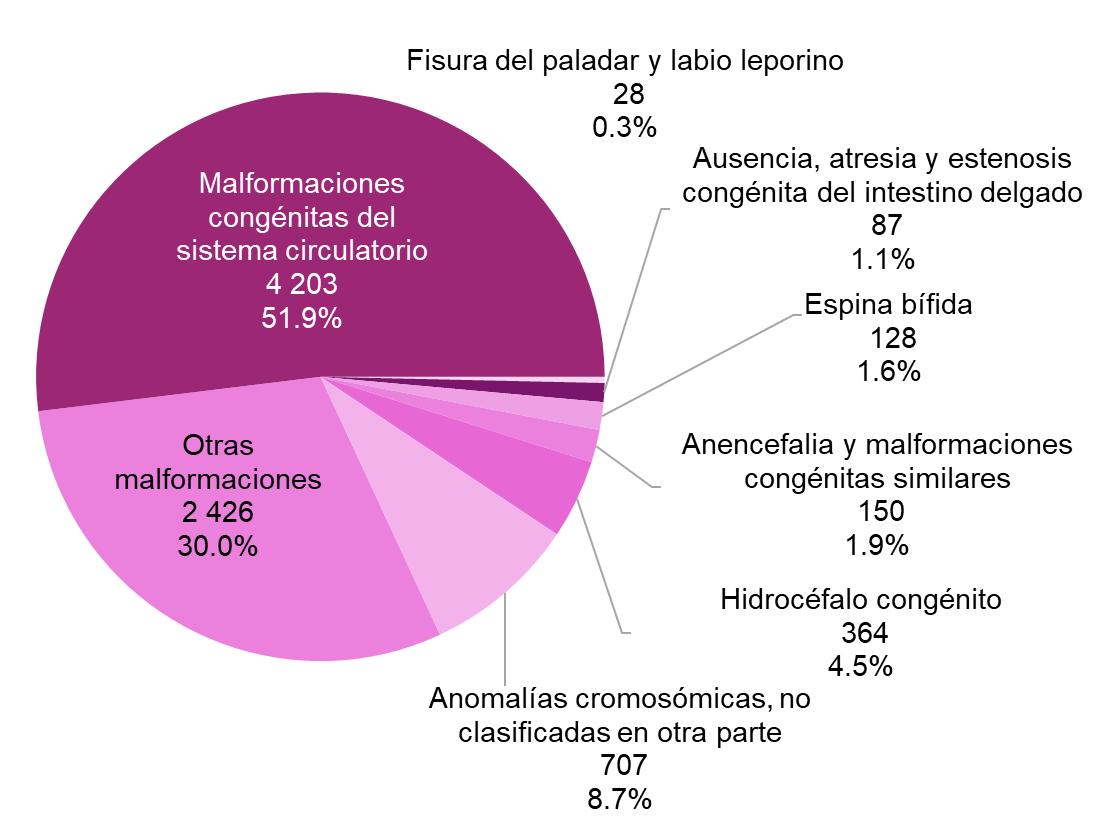 Fisura del paladar y labio leporino
28
0.3%
Ausencia, atresia y estenosis
congénita del intestino delgado
87
1.1%
Espina bífida
128
1.6%
Anencefalia y malformaciones
congénitas similares
150
1.9%
Hidrocéfalo congénito
364
4.5%
Anomalías cromosómicas, no
clasificadas en otra parte
707
8.7%
Otras
malformaciones
2 426
30.0%
Malformaciones
congénitas del
sistema circulatorio
4 203
51.9%